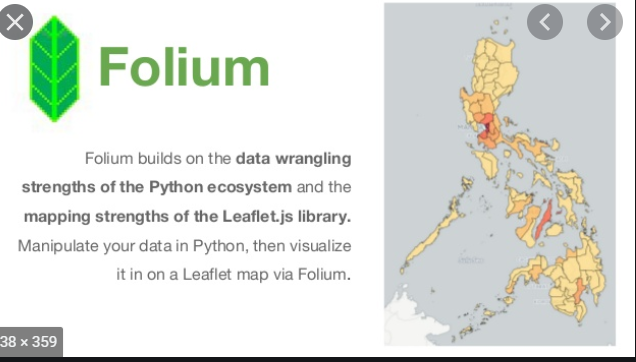 Folium
Folium builds on the data wrangling
strengths of the Python ecosystem and the
mapping strengths of the Leaflet.js library.
Manipulate your data in Python, then visualize
it in on a Leaflet map via Folium.
38 × 359